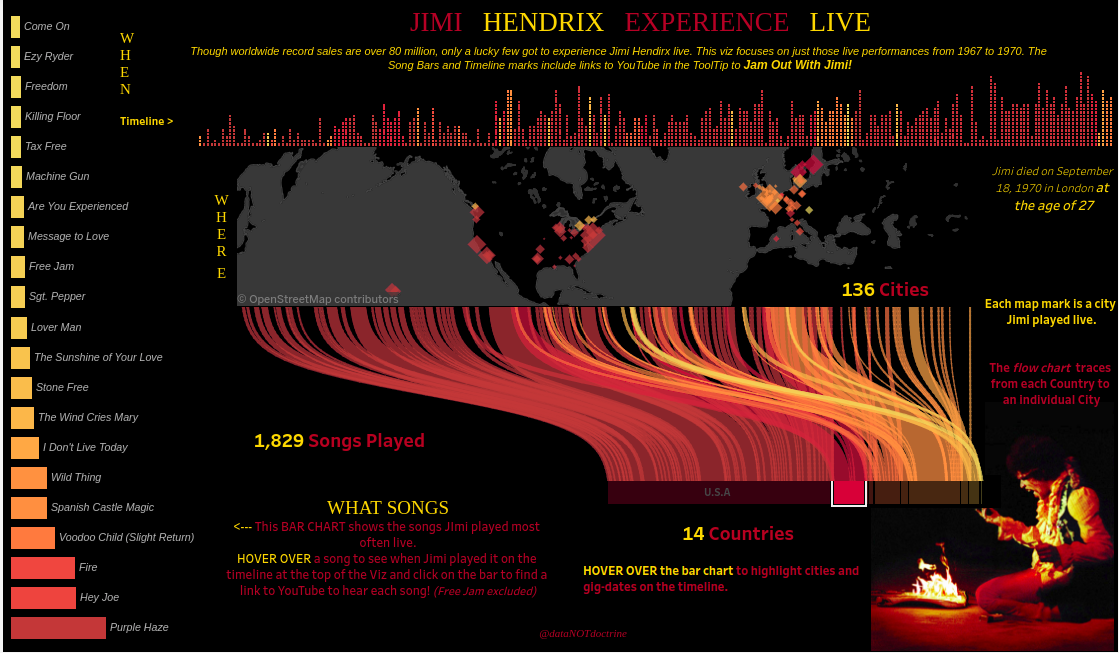 JIMI HENDRIX EXPERIENCE LIVE
Though worldwide record sales are over 80 million, only a lucky few got to experience Jimi Hendirx live. This viz focuses on just those live performances from 1967 to 1970. The
Song Bars and Timeline marks include links to YouTube in the ToolTip to Jam Out With Jimi!
Come On
Ezy Ryder
Freedom
Killing Floor
Tax Free
Machine Gun
Are You Experienced
Message to Love
Free Jam
Sgt. Pepper
Lover Man
The Sunshine of Your Love
Stone Free
The Wind Cries Mary
I Don't Live Today
Wild Thing
Spanish Castle Magic
Voodoo Child (Slight Return)
Fire
Hey Joe
Purple Haze
W
H
E
N
Timeline >
W
H
E
R
E
Jimi died on September
18, 1970 in London at
the age of 27
© OpenStreetMap contributors
136 Cities
Each map mark is a city
Jimi played live.
The flow chart traces
from each Country to
an individual City
1,829 Songs Played
U.S.A
WHAT SONGS
<--- This BAR CHART shows the songs Jimi played most
often live.
HOVER OVER a song to see when Jimi played it on the
timeline at the top of the Viz and click on the bar to find a
link to YouTube to hear each song! (Free Jam excluded)
14 Countries
HOVER OVER the bar chart to highlight cities and
gig-dates on the timeline.
@dataNOTdoctrine